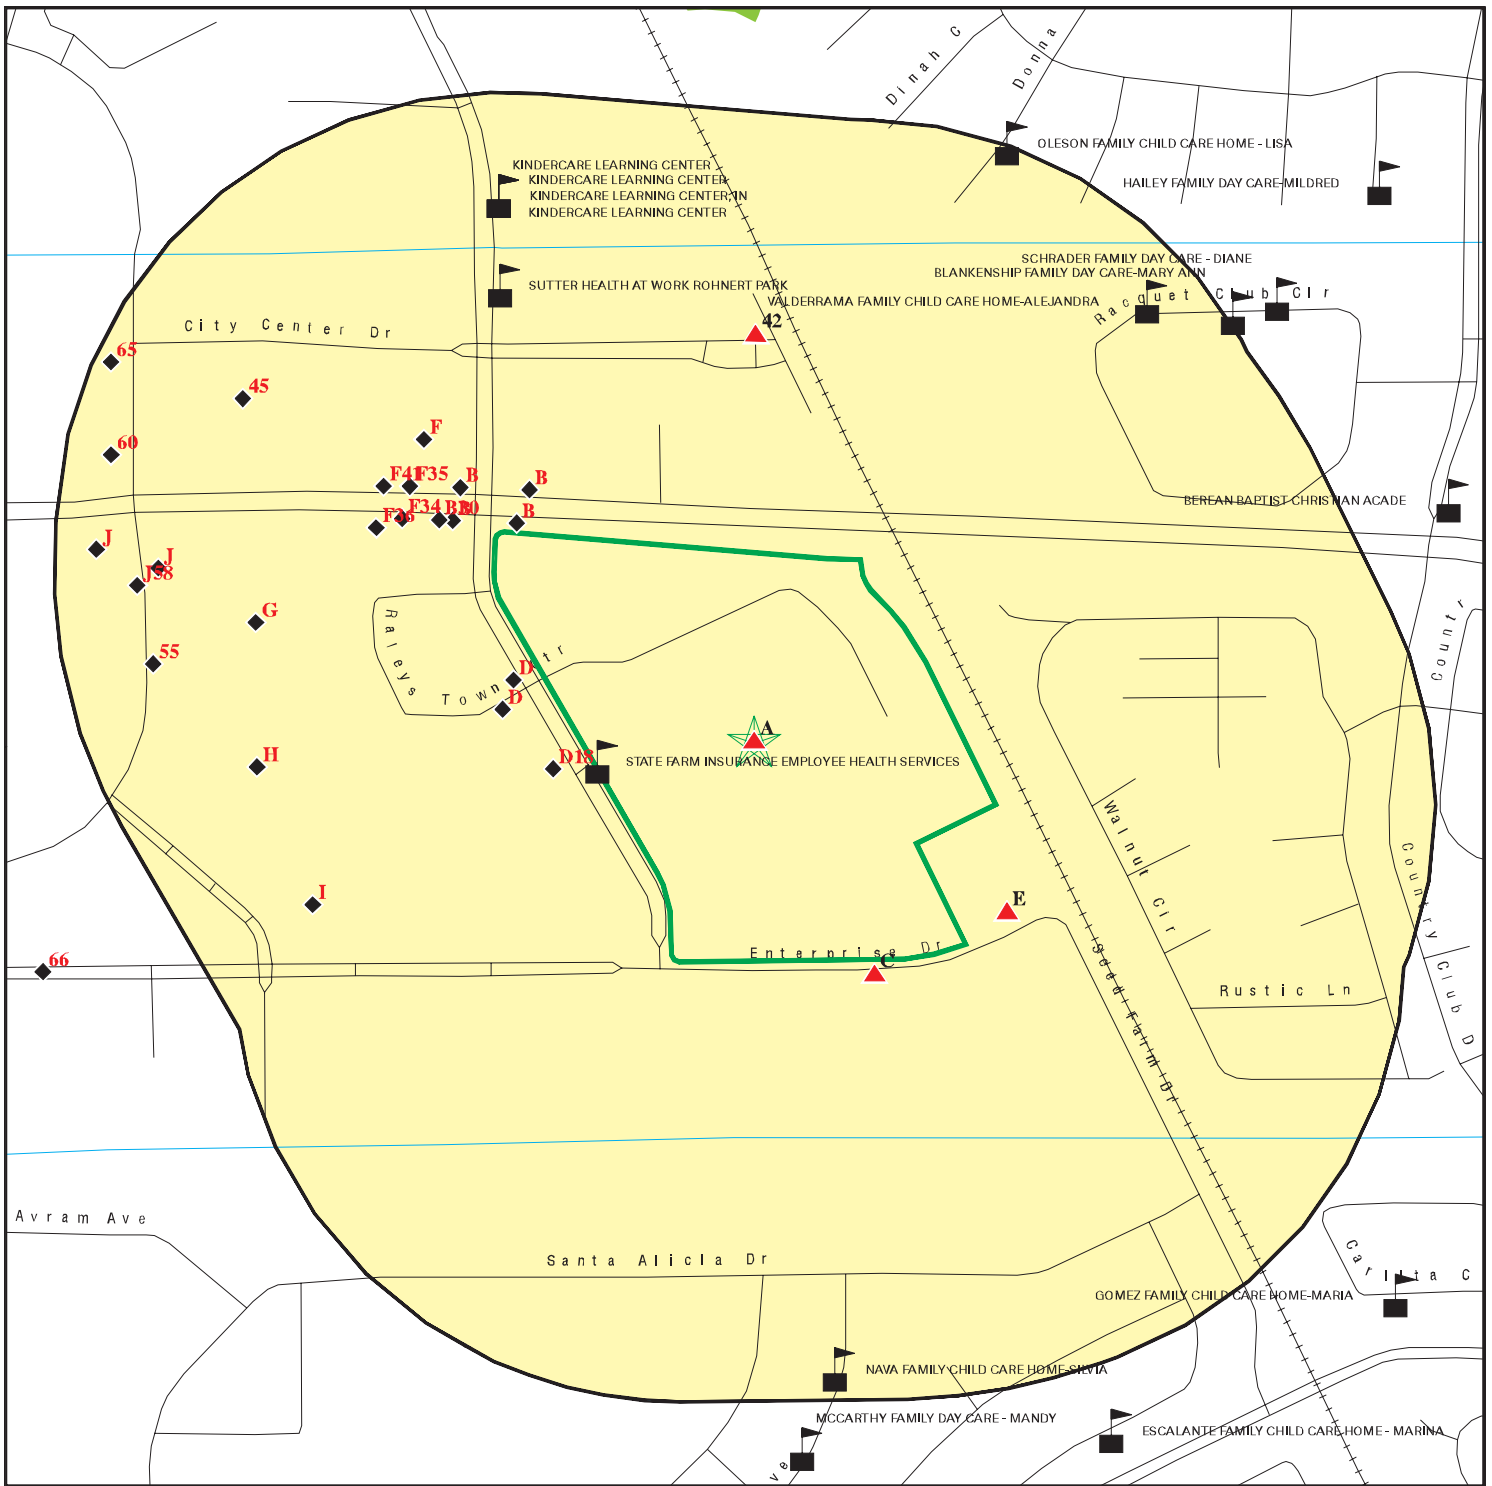 Dinah C
Donna
OLESON FAMILY CHILD CARE HOME - LISA
KINDERCARE LEARNING CENTER
KINDERCARE LEARNING CENTER
HAILEY FAMILY DAY CARE-MILDRED
KINDERCARE LEARNING CENTER, IN
KINDERCARE LEARNING CENTER
SCHRADER FAMILY DAY CARE - DIANE
BLANKENSHIP FAMILY DAY CARE-MARY ANN
SUTTER HEALTH AT WORK ROHNERT PARK
VALDERRAMA FAMILY CHILD CARE HOME-ALEJANDRA
Racquet Club Cir
42
City Center Dr
65
45
F
60
F41
F35
B
B
BEREAN BAPTIST CHRISTIAN ACADE
F34
B
F36
J
J
J58
G
Countr
Raleys Town Ctr
55
D
D
A
H
D18
STATE FARM INSURANCE EMPLOYEE HEALTH SERVICES
Walnut Cir
Country Club D
I
E
Enterprise Dr
C
66
Seed Farm Dr
Rustic Ln
Avram Ave
Santa Alicia Dr
Carlita C
GOMEZ FAMILY CHILD CARE HOME-MARIA
NAVA FAMILY CHILD CARE HOME-SILVIA
MCCARTHY FAMILY DAY CARE - MANDY
ESCALANTE FAMILY CHILD CARE HOME - MARINA
ve